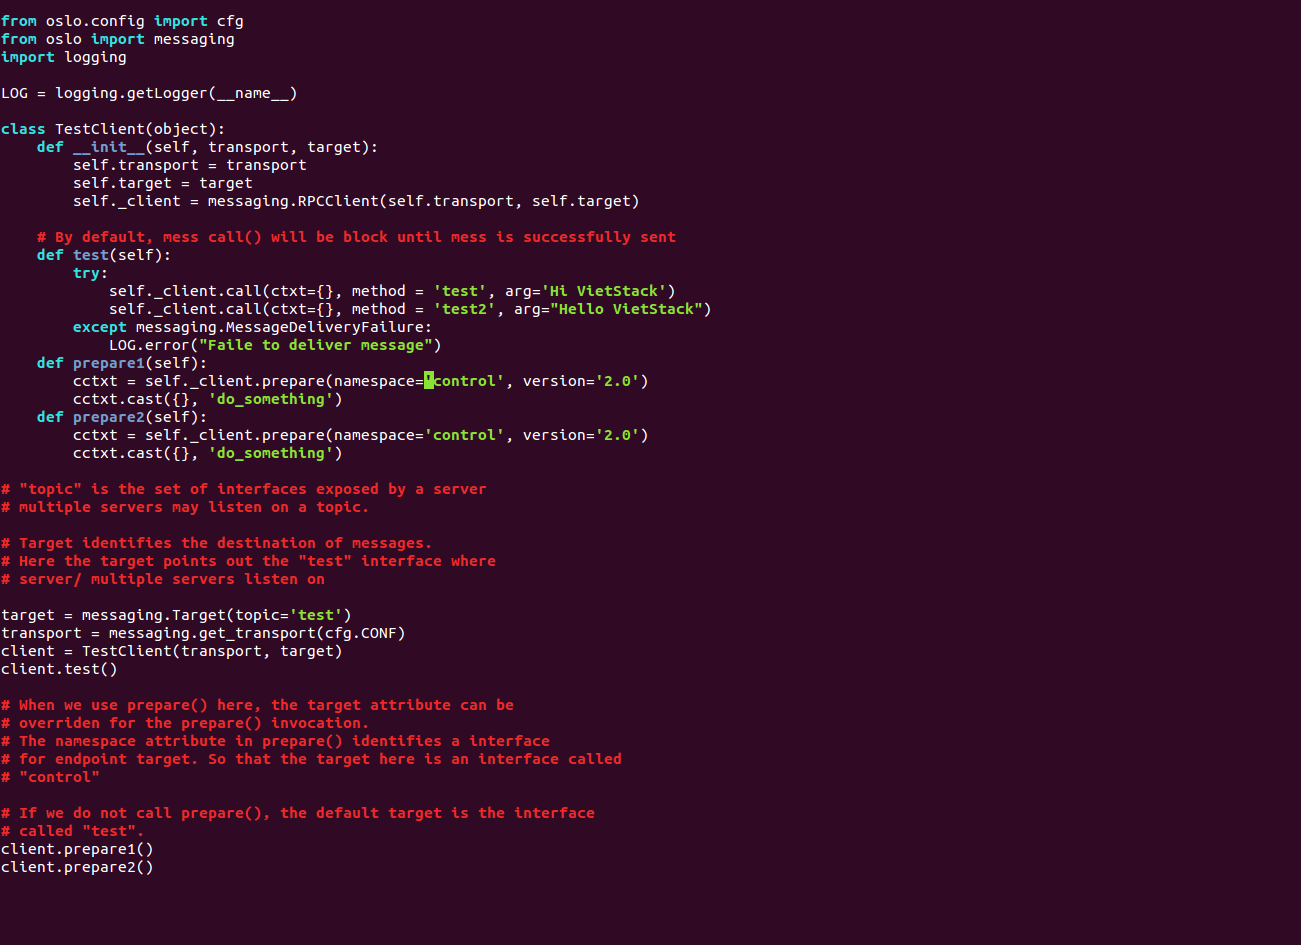 from oslo.config import cfg
from oslo import messaging
import logging

LOG = logging.getLogger(__name__)

class TestClient(object):
    def __init__(self, transport, target):
        self.transport = transport
        self.target = target
        self._client = messaging.RPCClient(self.transport, self.target)

    # By default, mess call() will be block until mess is successfully sent
    def test(self):
        try:
            self._client.call(ctxt={}, method = 'test', arg='Hi VietStack')
            self._client.call(ctxt={}, method = 'test2', arg="Hello VietStack")
        except messaging.MessageDeliveryFailure:
            LOG.error("Faile to deliver message")
    def prepare1(self):
        cctxt = self._client.prepare(namespace='control', version='2.0')
        cctxt.cast({}, 'do_something')
    def prepare2(self):
        cctxt = self._client.prepare(namespace='control', version='2.0')
        cctxt.cast({}, 'do_something')

# "topic" is the set of interfaces exposed by a server
# multiple servers may listen on a topic.

# Target identifies the destination of messages.
# Here the target points out the "test" interface where
# server/ multiple servers listen on

target = messaging.Target(topic='test')
transport = messaging.get_transport(cfg.CONF)
client = TestClient(transport, target)
client.test()

# When we use prepare() here, the target attribute can be
# overriden for the prepare() invocation.
# The namespace attribute in prepare() identifies a interface
# for endpoint target. So that the target here is an interface called
# "control"

# If we do not call prepare(), the default target is the interface
# called "test".
client.prepare1()
client.prepare2()